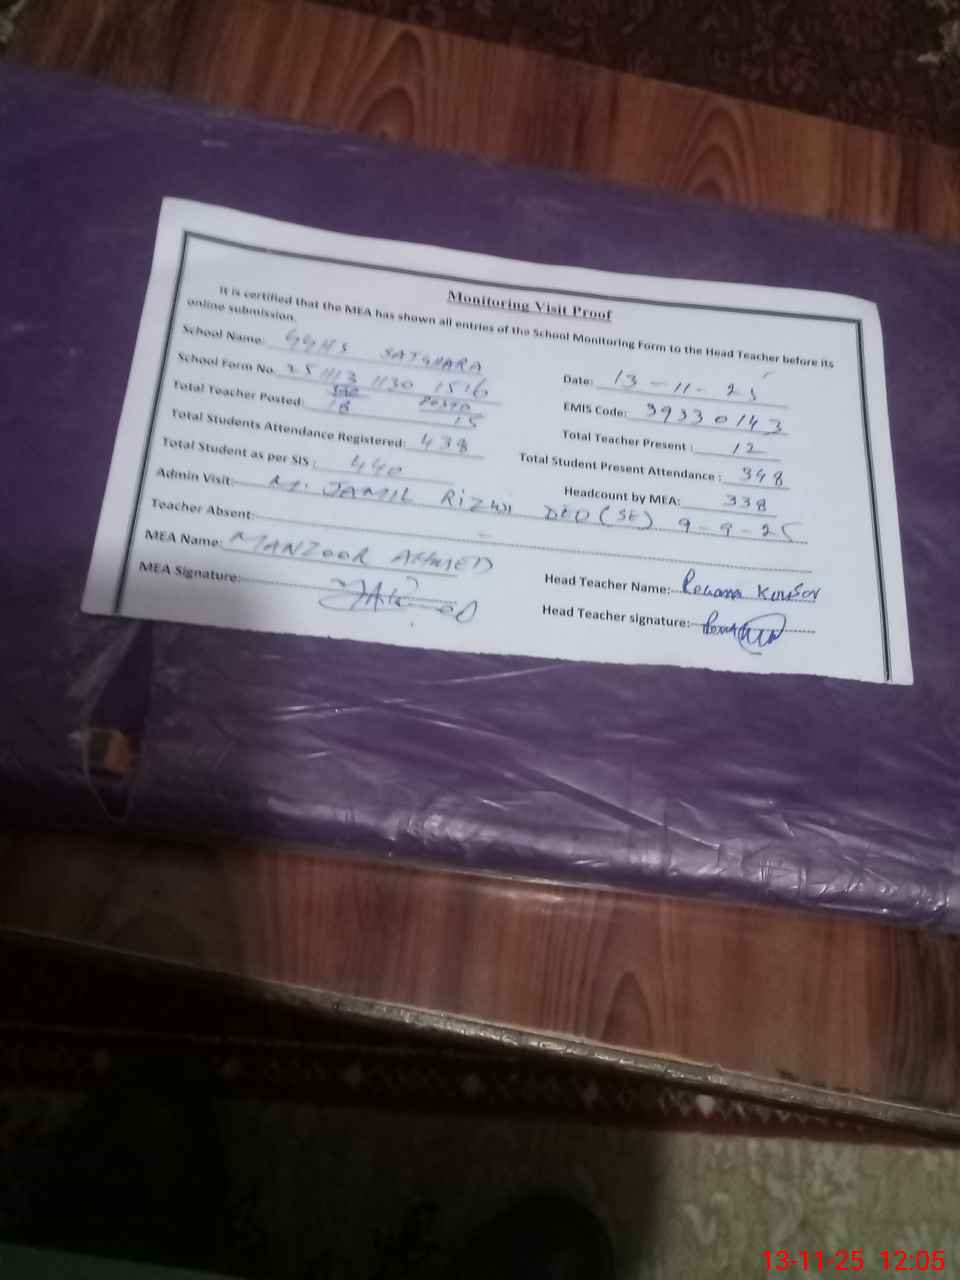 Monitoring Visit Proof
It is certified that the MEA has shown all entries of the School Monitoring Form to the Head Teacher before its
online submission.
School Name: GGHS SATGHARA
Date: 13-11-25
School Form No. 25 1113 1130 1516
EMIS Code: 39330143
Total Teacher Posted: 18 15
Total Teacher Present: 12
Total Students Attendance Registered: 438
Total Student Present Attendance: 348
Total Student as per SIS: 440
Headcount by MEA: 338
Admin Visit: M. JAMIL RiZWI DEO (SE) 9-9-25
Teacher Absent: -
MEA Name: MANZOOR AHMED
Head Teacher Name: Kousor
MEA Signature:
Head Teacher signature:
13-11-25 12:05